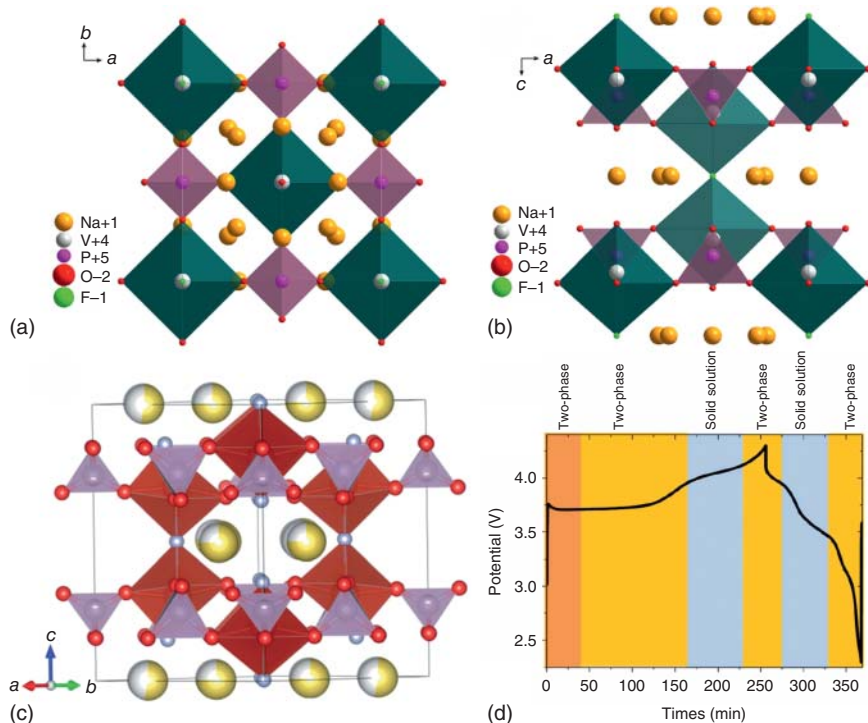 b
a
Na+1
V+4
P+5
O−2
F−1
(a)
a
c
Na+1
V+4
P+5
O−2
F−1
(b)
c
a
b
(c)
Two-phase
Two-phase
Solid solution
Two-phase
Solid solution
Two-phase
4.0
3.5
3.0
2.5
Potential (V)
0 50 100 150 200 250 300 350
Times (min)
(d)